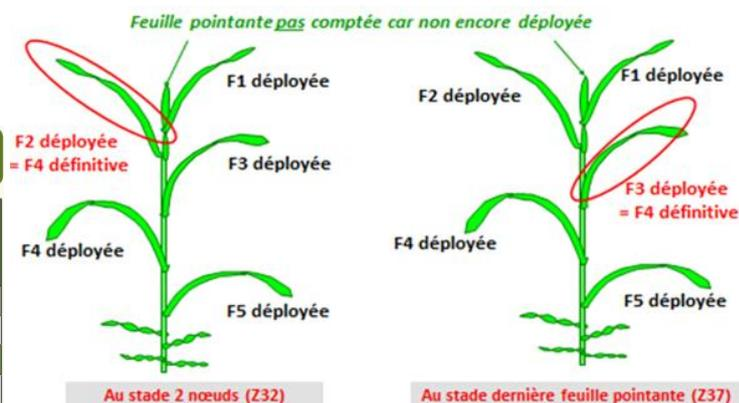 Feuille pointante pas comptée car non encore déployée
F1 déployée
F2 déployée
= F4 définitive
F3 déployée
F4 déployée
F5 déployée
Au stade 2 nœuds (Z32)
F1 déployée
F2 déployée
F3 déployée
= F4 définitive
F4 déployée
F5 déployée
Au stade dernière feuille pointante (Z37)